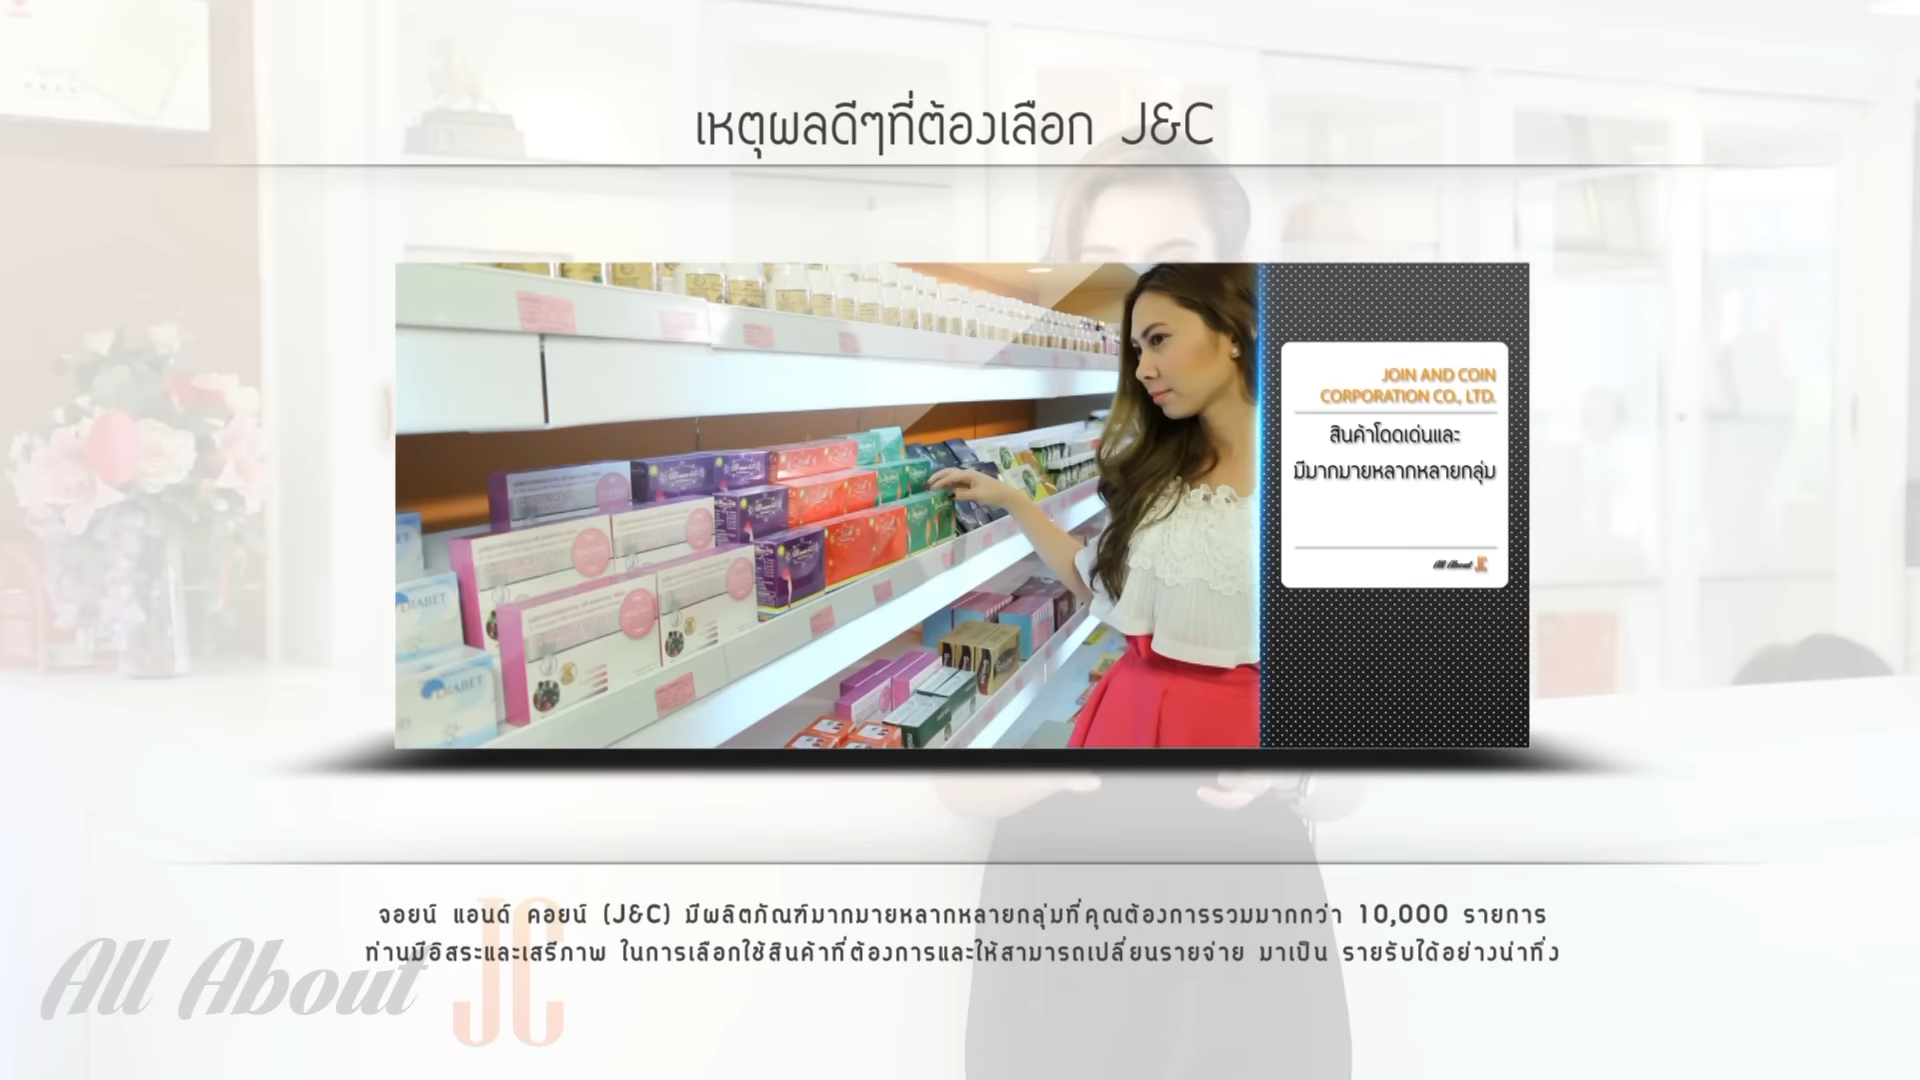 เหตุผลดีๆที่ต้องเลือก J&C
JOIN AND COIN
CORPORATION CO., LTD.
สินค้าโดดเด่นและ
มีมากมายหลากหลายกลุ่ม
All About JC
DIABET
DIABET
จอยน์ แอนด์ คอยน์ (J&C) มีผลิตภัณฑ์มากมายหลากหลายกลุ่มที่คุณต้องการรวมมากกว่า 10,000 รายการ
ท่านมีอิสระและเสรีภาพ ในการเลือกใช้สินค้าที่ต้องการและให้สามารถเปลี่ยนรายจ่าย มาเป็น รายรับได้อย่างน่าทึ่ง
All About JC